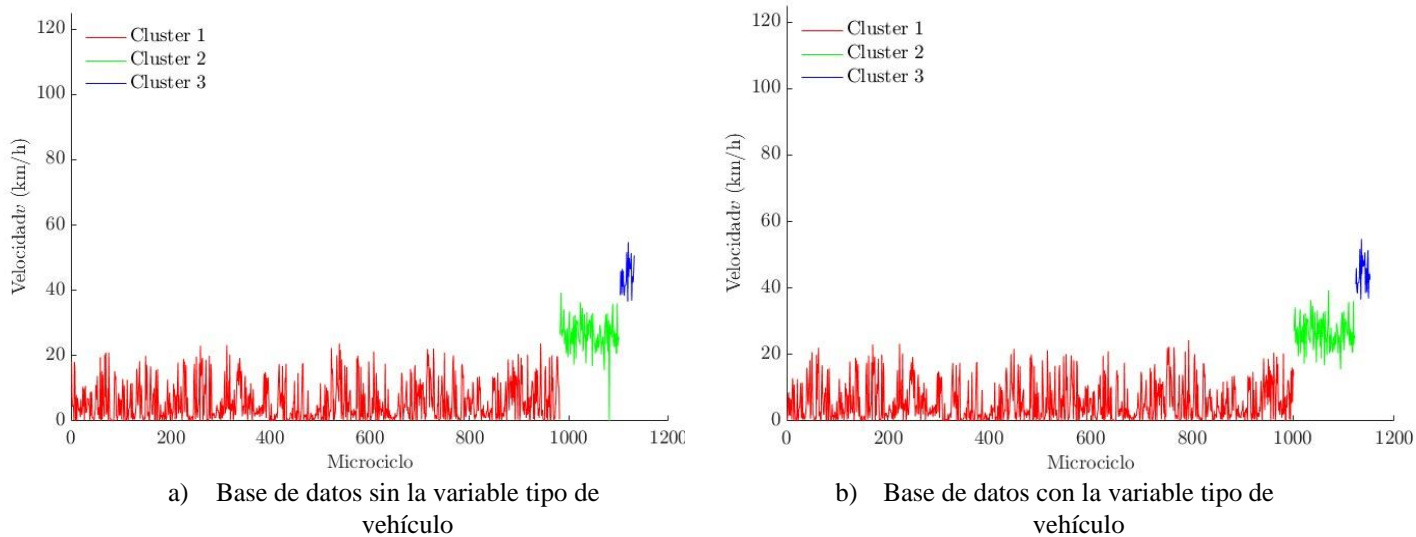 120
100
80
60
40
20
0
Velocidadv (km/h)
Cluster 1
Cluster 2
Cluster 3
0 200 400 600 800 1000 1200
Microciclo
a) Base de datos sin la variable tipo de
vehículo
120
100
80
60
40
20
0
Velocidadv (km/h)
Cluster 1
Cluster 2
Cluster 3
0 200 400 600 800 1000 1200
Microciclo
b) Base de datos con la variable tipo de
vehículo